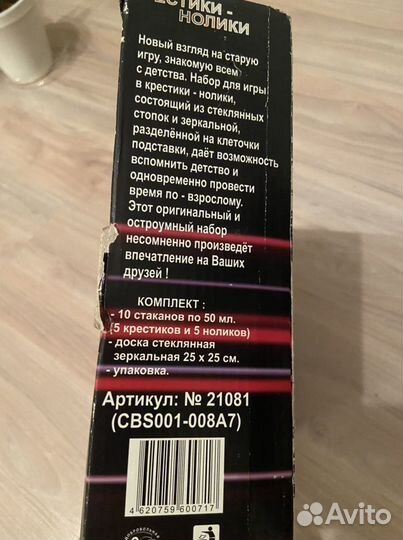 НОЛИКИ
Новый взгляд на старую
игру, знакомую всем
с детства. Набор для игры
в крестики - нолики,
состоящий из стеклянных
стопок и зеркальной,
разделённой на клеточки
подставки, даёт возможность
вспомнить детство и
одновременно провести
время по - взрослому.
Этот оригинальный и
остроумный набор
несомненно произведёт
впечатление на Ваших
друзей !
КОМПЛЕКТ :
- 10 стаканов по 50 мл.
(5 крестиков и 5 ноликов)
- доска стеклянная
зеркальная 25 х 25 см.
- упаковка.
Артикул: № 21081
(CBS001-008A7)
4 620759 600717
Avito